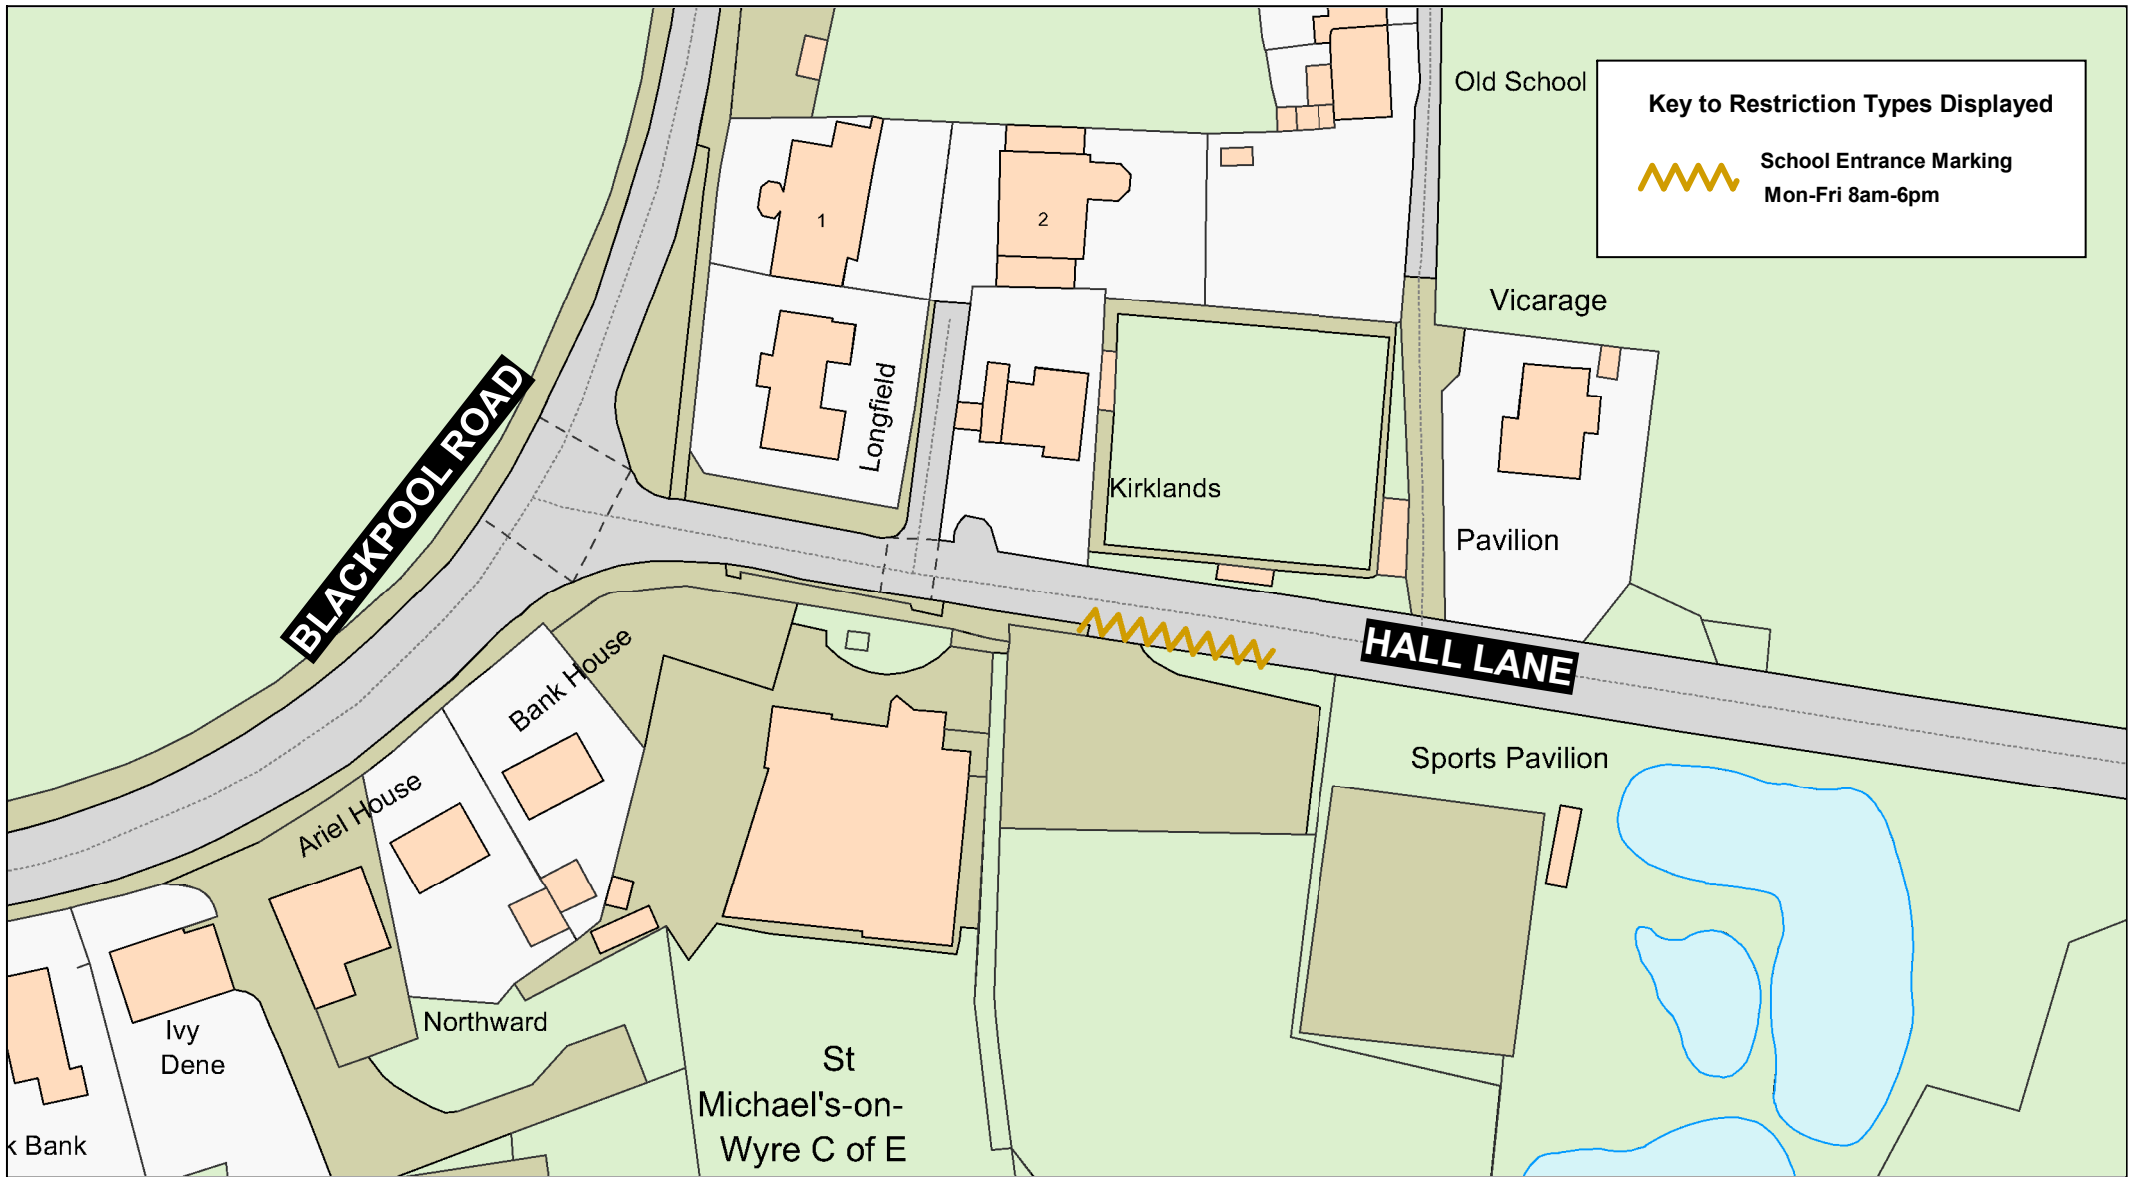 Old School
Key to Restriction Types Displayed
School Entrance Marking
Mon-Fri 8am-6pm
1
2
Vicarage
Longfield
BLACKPOOL ROAD
Kirklands
Pavilion
HALL LANE
Bank House
Sports Pavilion
Ariel House
Northward
Ivy
Dene
St
Michael's-on-
Wyre C of E
k Bank